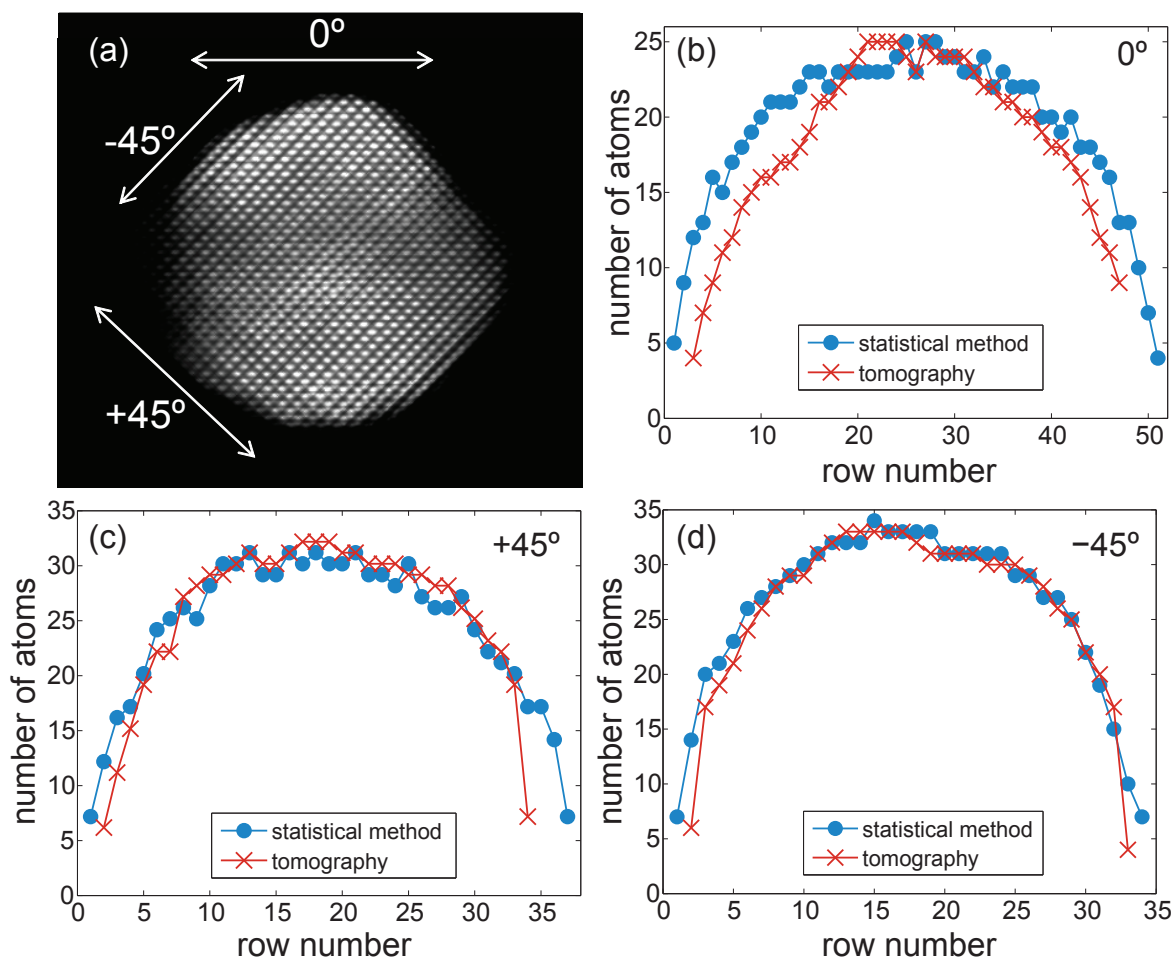 (a)
0º
-45º
+45º
(b)
0º
number of atoms
25
20
15
10
5
0
0 10 20 30 40 50
row number
statistical method
tomography
(c)
+45º
number of atoms
35
30
25
20
15
10
5
0
0 5 10 15 20 25 30 35
row number
statistical method
tomography
(d)
−45º
number of atoms
35
30
25
20
15
10
5
0
0 5 10 15 20 25 30 35
row number
statistical method
tomography